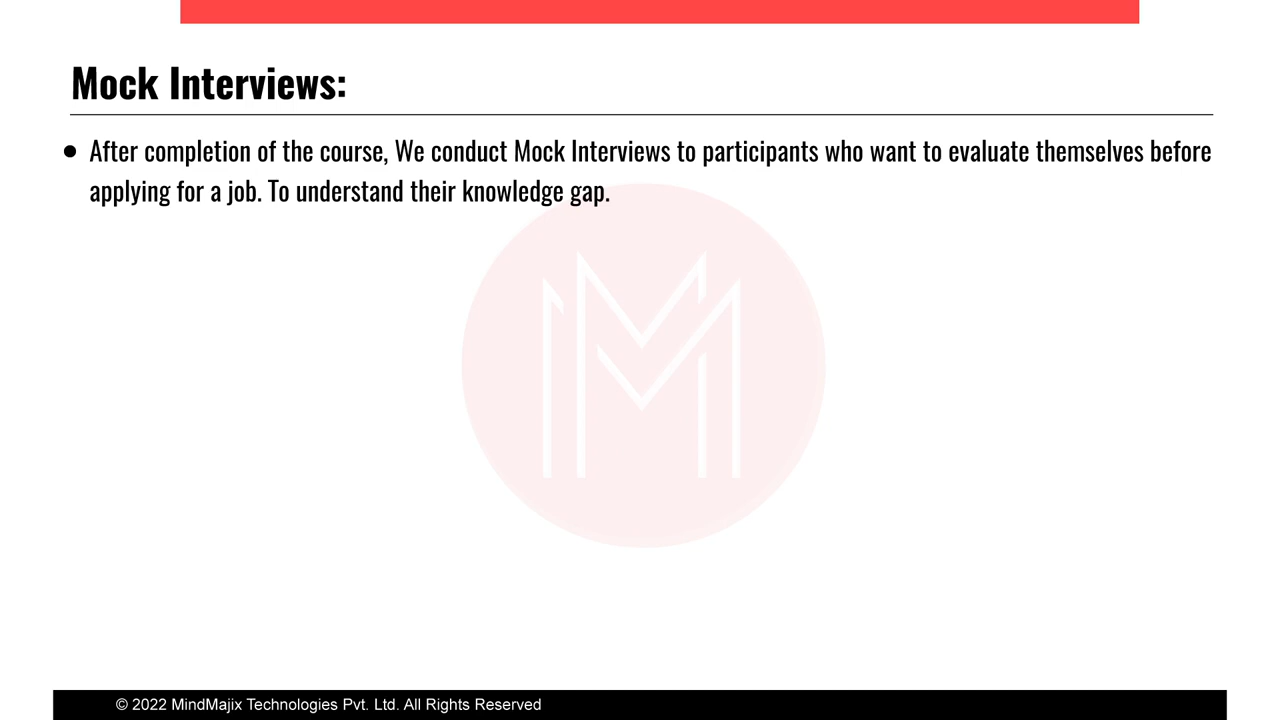 Mock Interviews:
● After completion of the course, We conduct Mock Interviews to participants who want to evaluate themselves before
applying for a job. To understand their knowledge gap.
© 2022 MindMajix Technologies Pvt. Ltd. All Rights Reserved